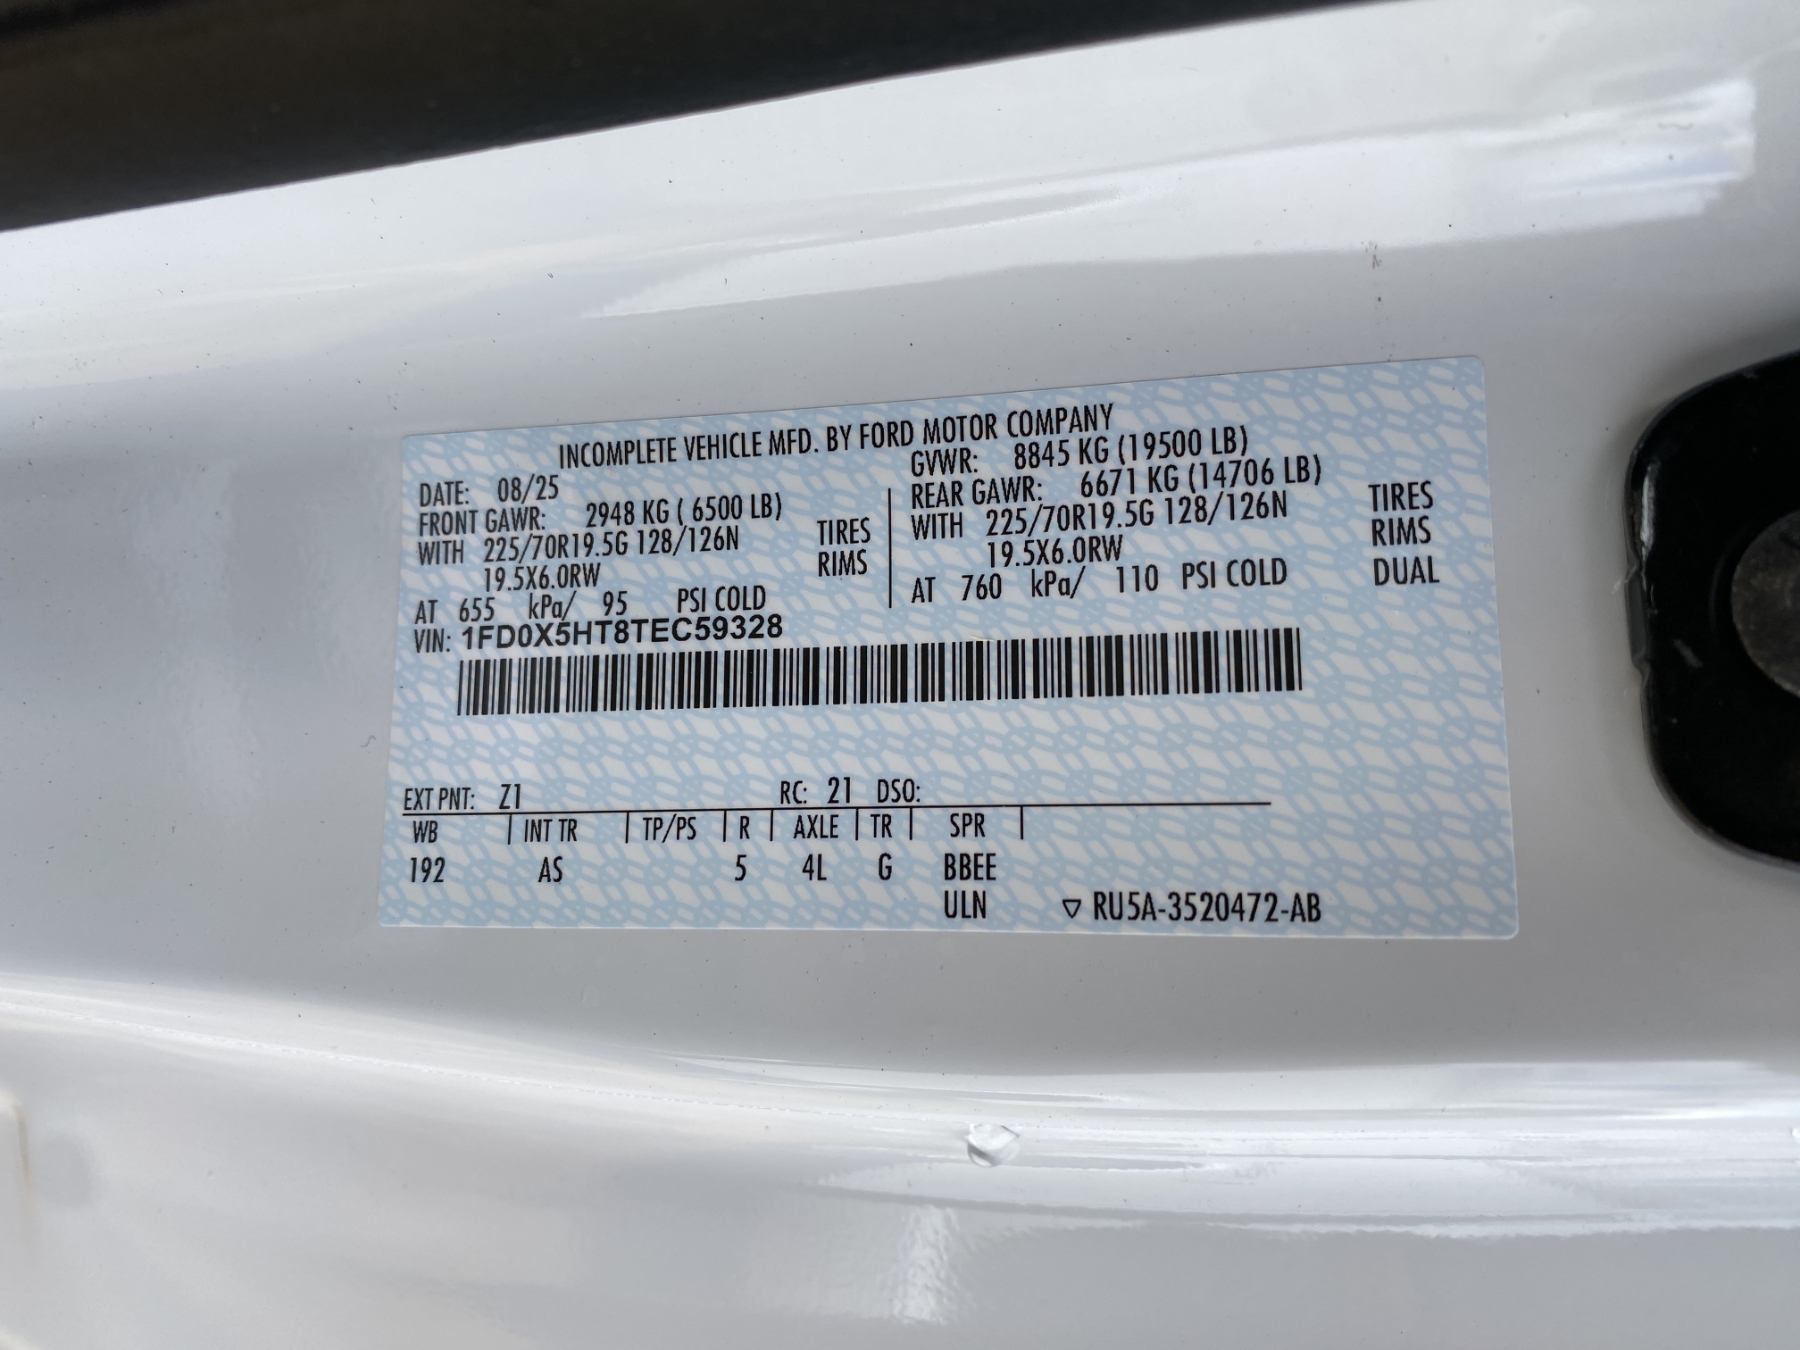 INCOMPLETE VEHICLE MFD. BY FORD MOTOR COMPANY
DATE: 08/25 GVWR: 8845 KG (19500 LB)
FRONT GAWR: 2948 KG ( 6500 LB) REAR GAWR: 6671 KG (14706 LB)
WITH 225/70R19.5G 128/126N TIRES WITH 225/70R19.5G 128/126N TIRES
19.5X6.0RW RIMS 19.5X6.0RW RIMS
AT 655 kPa/ 95 PSI COLD AT 760 kPa/ 110 PSI COLD DUAL
VIN: 1FD0X5HT8TEC59328
EXT PNT: Z1 RC: 21 DSO:
WB | INT TR | TP/PS | R | AXLE | TR | SPR |
192 AS 5 4L G BBEE
ULN ▽ RU5A-3520472-AB